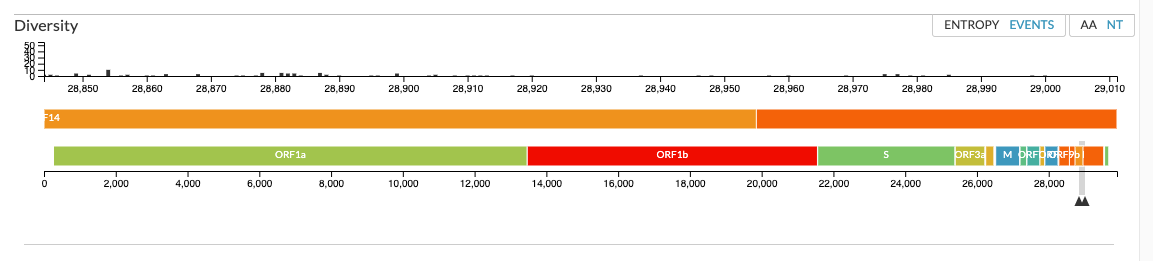 Diversity
ENTROPY EVENTS AA NT
50
40
30
20
10
0
28,850 28,860 28,870 28,880 28,890 28,900 28,910 28,920 28,930 28,940 28,950 28,960 28,970 28,980 28,990 29,000 29,010
F14
ORF1a ORF1b S ORF3a M ORF9b
0 2,000 4,000 6,000 8,000 10,000 12,000 14,000 16,000 18,000 20,000 22,000 24,000 26,000 28,000